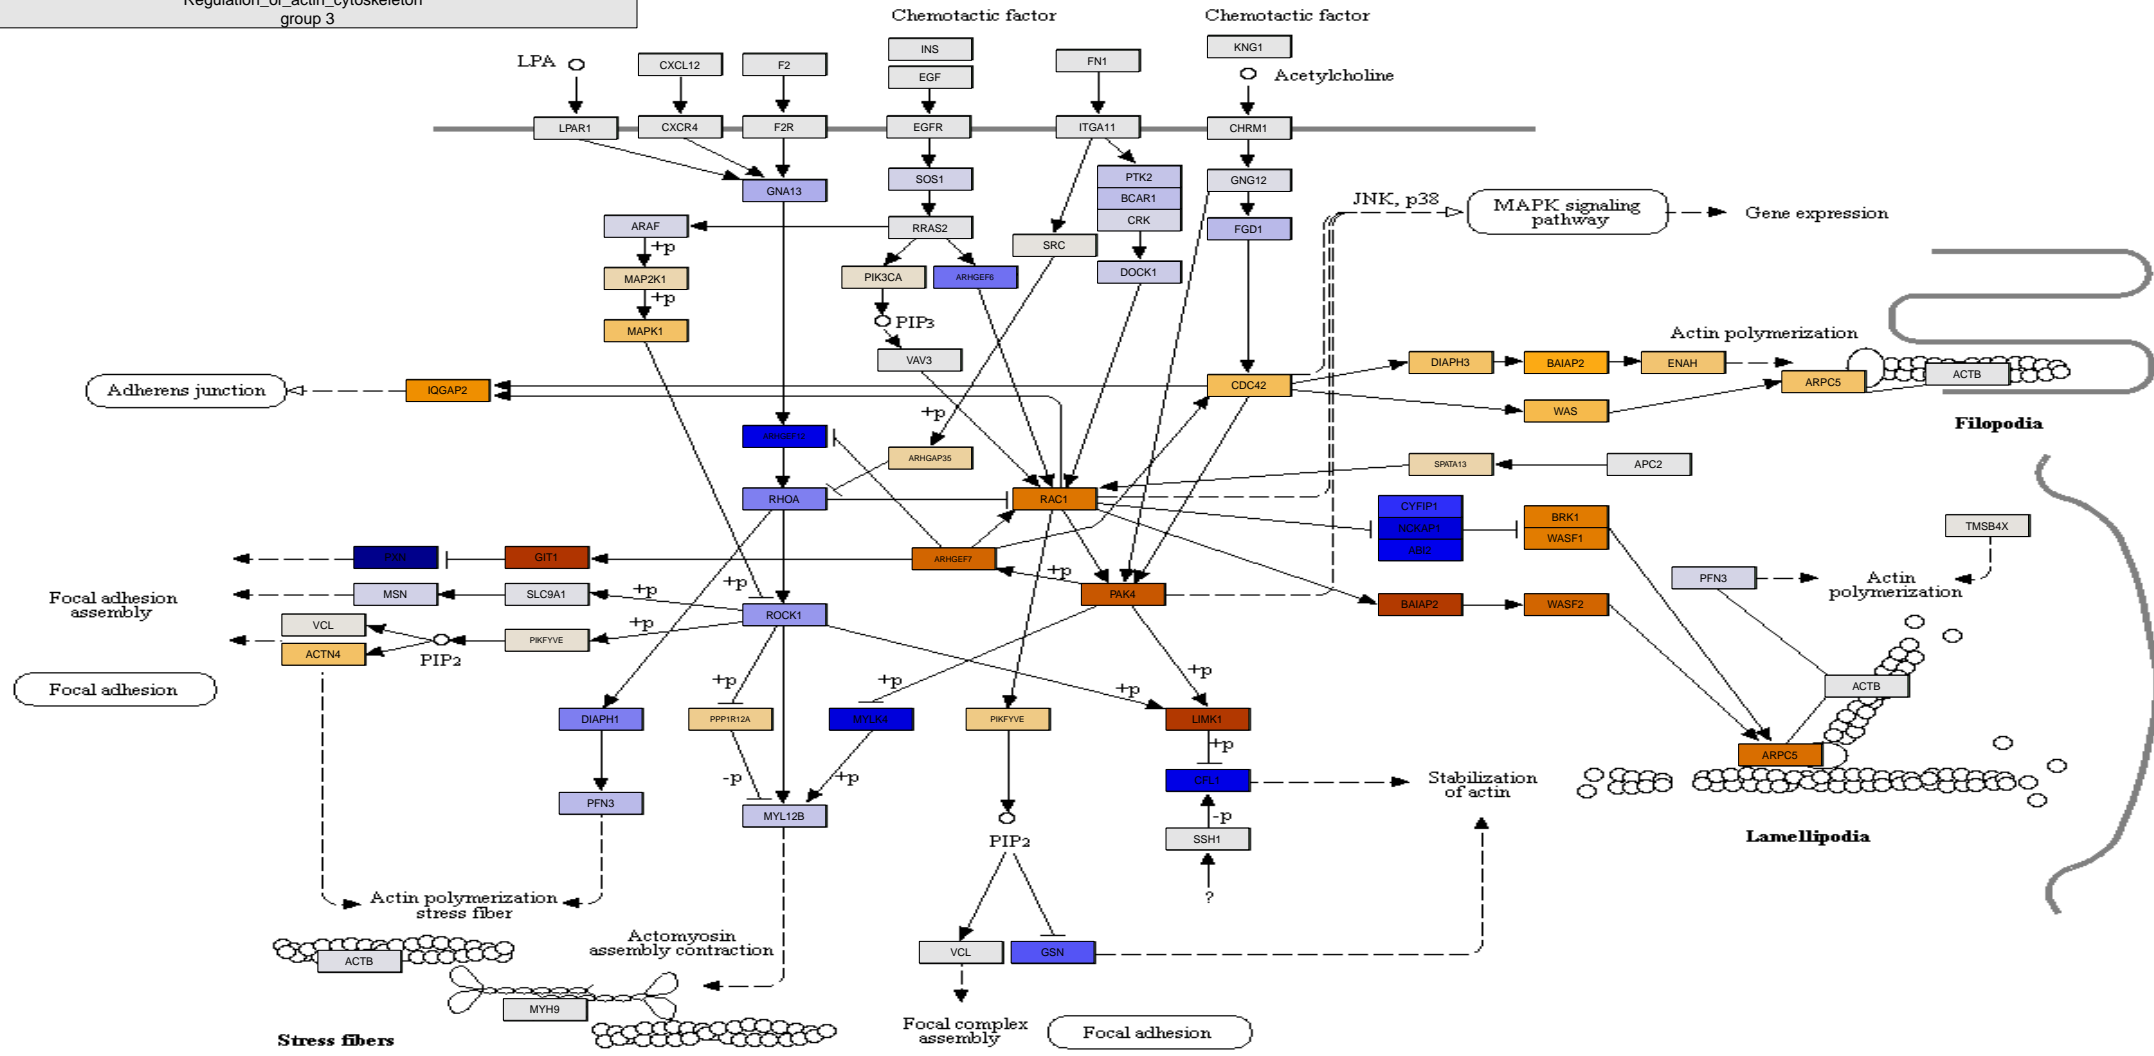 Regulation_of_actin_cytoskeleton
group 3
Chemotactic factor
Chemotactic factor
INS
KNG1
LPA
CXCL12
F2
EGF
FN1
Acetylcholine
LPAR1
CXCR4
F2R
EGFR
ITGA11
CHRM1
GNA13
SOS1
PTK2
GNG12
BCAR1
JNK, p38
MAPK signaling
pathway
Gene expression
ARAF
RRAS2
CRK
FGD1
+p
SRC
MAP2K1
PIK3CA
ARHGEF6
DOCK1
+p
MAPK1
PIP3
Actin polymerization
VAV3
DIAPH3
BAIAP2
ENAH
ACTB
Adherens junction
IQGAP2
CDC42
ARPC5
+p
WAS
Filopodia
ARHGEF12
ARHGAP35
SPATA13
APC2
RHOA
RAC1
CYFIP1
NCKAP1
ABI2
BRK1
WASF1
TMSB4X
PXN
GIT1
ARHGEF7
+p
PFN3
Actin
polymerization
Focal adhesion
assembly
MSN
SLC9A1
+p
+p
PAK4
BAIAP2
WASF2
VCL
ROCK1
ACTN4
PIP2
PIKFYVE
+p
Focal adhesion
+p
+p
+p
+p
ACTB
DIAPH1
PPP1R12A
MYLK4
PIKFYVE
LIMK1
+p
ARPC5
-p
+p
CFL1
Stabilization
of actin
PFN3
MYL12B
-p
PIP2
SSH1
Lamellipodia
?
Actin polymerization
stress fiber
Actomyosin
assembly contraction
ACTB
VCL
GSN
MYH9
Focal complex
assembly
Focal adhesion
Stress fibers